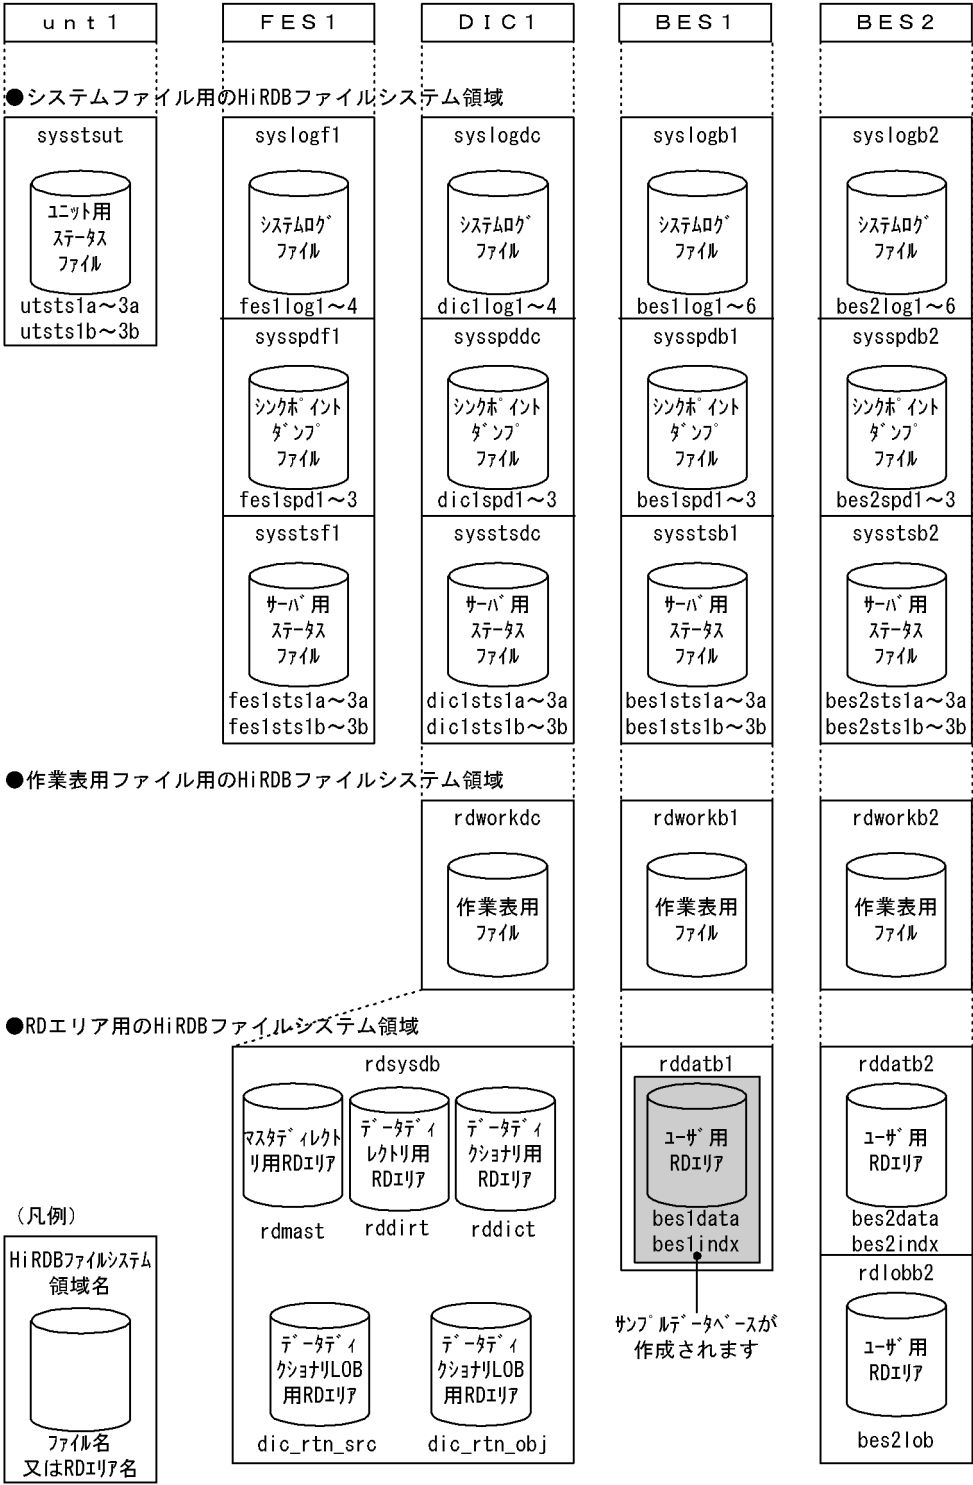 ｕｎｔ１
ＦＥＳ１
ＤＩＣ１
ＢＥＳ１
ＢＥＳ２
●システムファイル用のHiRDBファイルシステム領域
sysstsut
ﾕﾆｯﾄ用
ｽﾃｰﾀｽ
ﾌｧｲﾙ
utsts1a～3a
utsts1b～3b
syslogf1
ｼｽﾃﾑﾛｸﾞ
ﾌｧｲﾙ
fes1log1～4
syslogdc
ｼｽﾃﾑﾛｸﾞ
ﾌｧｲﾙ
dic1log1～4
syslogb1
ｼｽﾃﾑﾛｸﾞ
ﾌｧｲﾙ
bes1log1～6
syslogb2
ｼｽﾃﾑﾛｸﾞ
ﾌｧｲﾙ
bes2log1～6
sysspdf1
ｼﾝｸﾎﾟｲﾝﾄ
ﾀﾞﾝﾌﾟ
ﾌｧｲﾙ
fes1spd1～3
sysspddc
ｼﾝｸﾎﾟｲﾝﾄ
ﾀﾞﾝﾌﾟ
ﾌｧｲﾙ
dic1spd1～3
sysspdb1
ｼﾝｸﾎﾟｲﾝﾄ
ﾀﾞﾝﾌﾟ
ﾌｧｲﾙ
bes1spd1～3
sysspdb2
ｼﾝｸﾎﾟｲﾝﾄ
ﾀﾞﾝﾌﾟ
ﾌｧｲﾙ
bes2spd1～3
sysstsf1
ｻｰﾊﾞ用
ｽﾃｰﾀｽ
ﾌｧｲﾙ
fes1sts1a～3a
fes1sts1b～3b
sysstsdc
ｻｰﾊﾞ用
ｽﾃｰﾀｽ
ﾌｧｲﾙ
dic1sts1a～3a
dic1sts1b～3b
sysstsb1
ｻｰﾊﾞ用
ｽﾃｰﾀｽ
ﾌｧｲﾙ
bes1sts1a～3a
bes1sts1b～3b
sysstsb2
ｻｰﾊﾞ用
ｽﾃｰﾀｽ
ﾌｧｲﾙ
bes2sts1a～3a
bes2sts1b～3b
●作業表用ファイル用のHiRDBファイルシステム領域
rdworkdc
作業表用
ﾌｧｲﾙ
rdworkb1
作業表用
ﾌｧｲﾙ
rdworkb2
作業表用
ﾌｧｲﾙ
●RDエリア用のHiRDBファイルシステム領域
rdsysdb
ﾏｽﾀﾃﾞｨﾚｸﾄ
ﾘ用RDｴﾘｱ
rdmast
ﾃﾞｰﾀﾃﾞｨ
ﾚｸﾄﾘ用
RDｴﾘｱ
rddirt
ﾃﾞｰﾀﾃﾞｨ
ｸｼｮﾅﾘ用
RDｴﾘｱ
rddict
ﾃﾞｰﾀﾃﾞｨ
ｸｼｮﾅﾘLOB
用RDｴﾘｱ
dic_rtn_src
ﾃﾞｰﾀﾃﾞｨ
ｸｼｮﾅﾘLOB
用RDｴﾘｱ
dic_rtn_obj
rddatb1
ﾕｰｻﾞ用
RDｴﾘｱ
bes1data
bes1indx
ｻﾝﾌﾟﾙﾃﾞｰﾀﾍﾞｰｽが
作成されます
rddatb2
ﾕｰｻﾞ用
RDｴﾘｱ
bes2data
bes2indx
rdlobb2
ﾕｰｻﾞ用
RDｴﾘｱ
bes2lob
（凡例）
HiRDBﾌｧｲﾙｼｽﾃﾑ
領域名
ﾌｧｲﾙ名
又はRDｴﾘｱ名